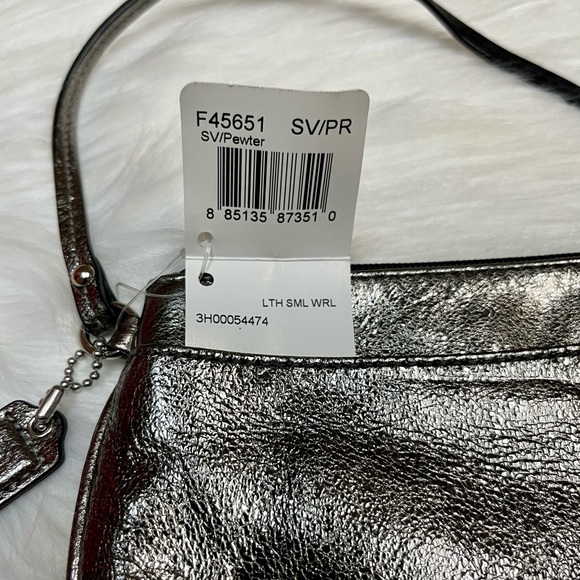 F45651 SV/PR
SV/Pewter
8 85135 87351 0
LTH SML WRL
3H00054474